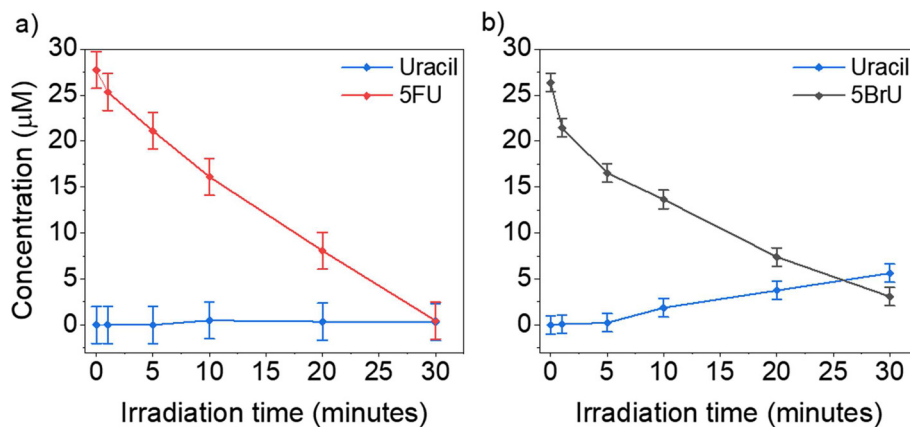 a)
Concentration (µM)
30
25
20
15
10
5
0
Uracil
5FU
0 5 10 15 20 25 30
Irradiation time (minutes)
b)
30
25
20
15
10
5
0
Uracil
5BrU
0 5 10 15 20 25 30
Irradiation time (minutes)